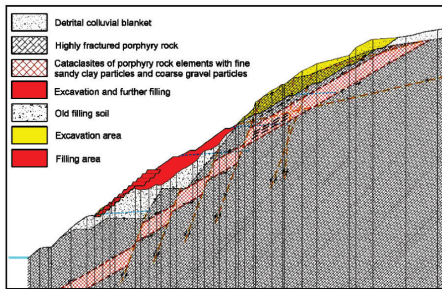 Detrital colluvial blanket
Highly fractured porphyry rock
Cataclasites of porphyry rock elements with fine
sandy clay particles and coarse gravel particles
Excavation and further filling
Old filling soil
Excavation area
Filling area